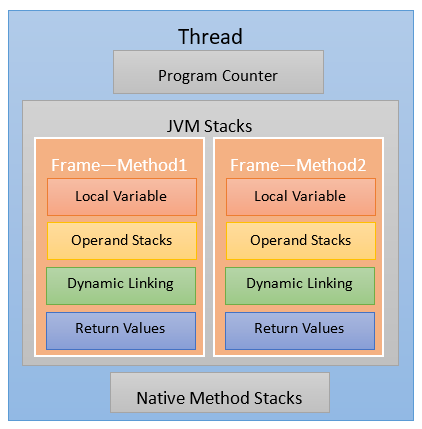 Thread
Program Counter
JVM Stacks
Frame—Method1
Local Variable
Operand Stacks
Dynamic Linking
Return Values
Frame—Method2
Local Variable
Operand Stacks
Dynamic Linking
Return Values
Native Method Stacks